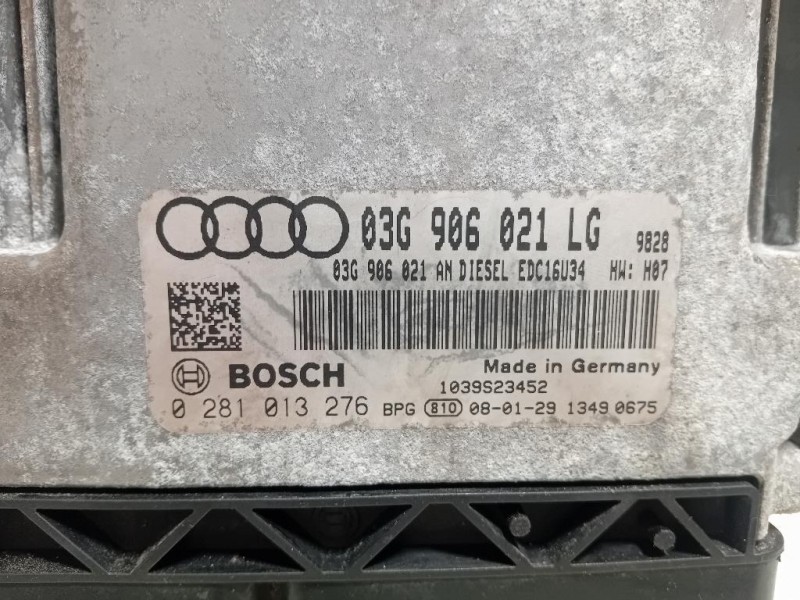 03G 906 021 LG 9828
03G 906 021 AN DIESEL EDC16U34 HW: H07
BOSCH Made in Germany
1039S23452
0 281 013 276 BPG 810 08-01-29 1349 0675